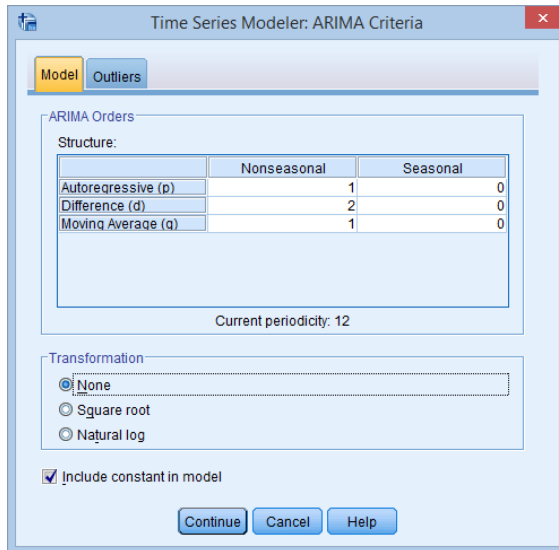 Time Series Modeler: ARIMA Criteria
Model Outliers
ARIMA Orders
Structure:
Nonseasonal Seasonal
Autoregressive (p) 1 0
Difference (d) 2 0
Moving Average (q) 1 0
Current periodicity: 12
Transformation
None
Square root
Natural log
Include constant in model
Continue Cancel Help